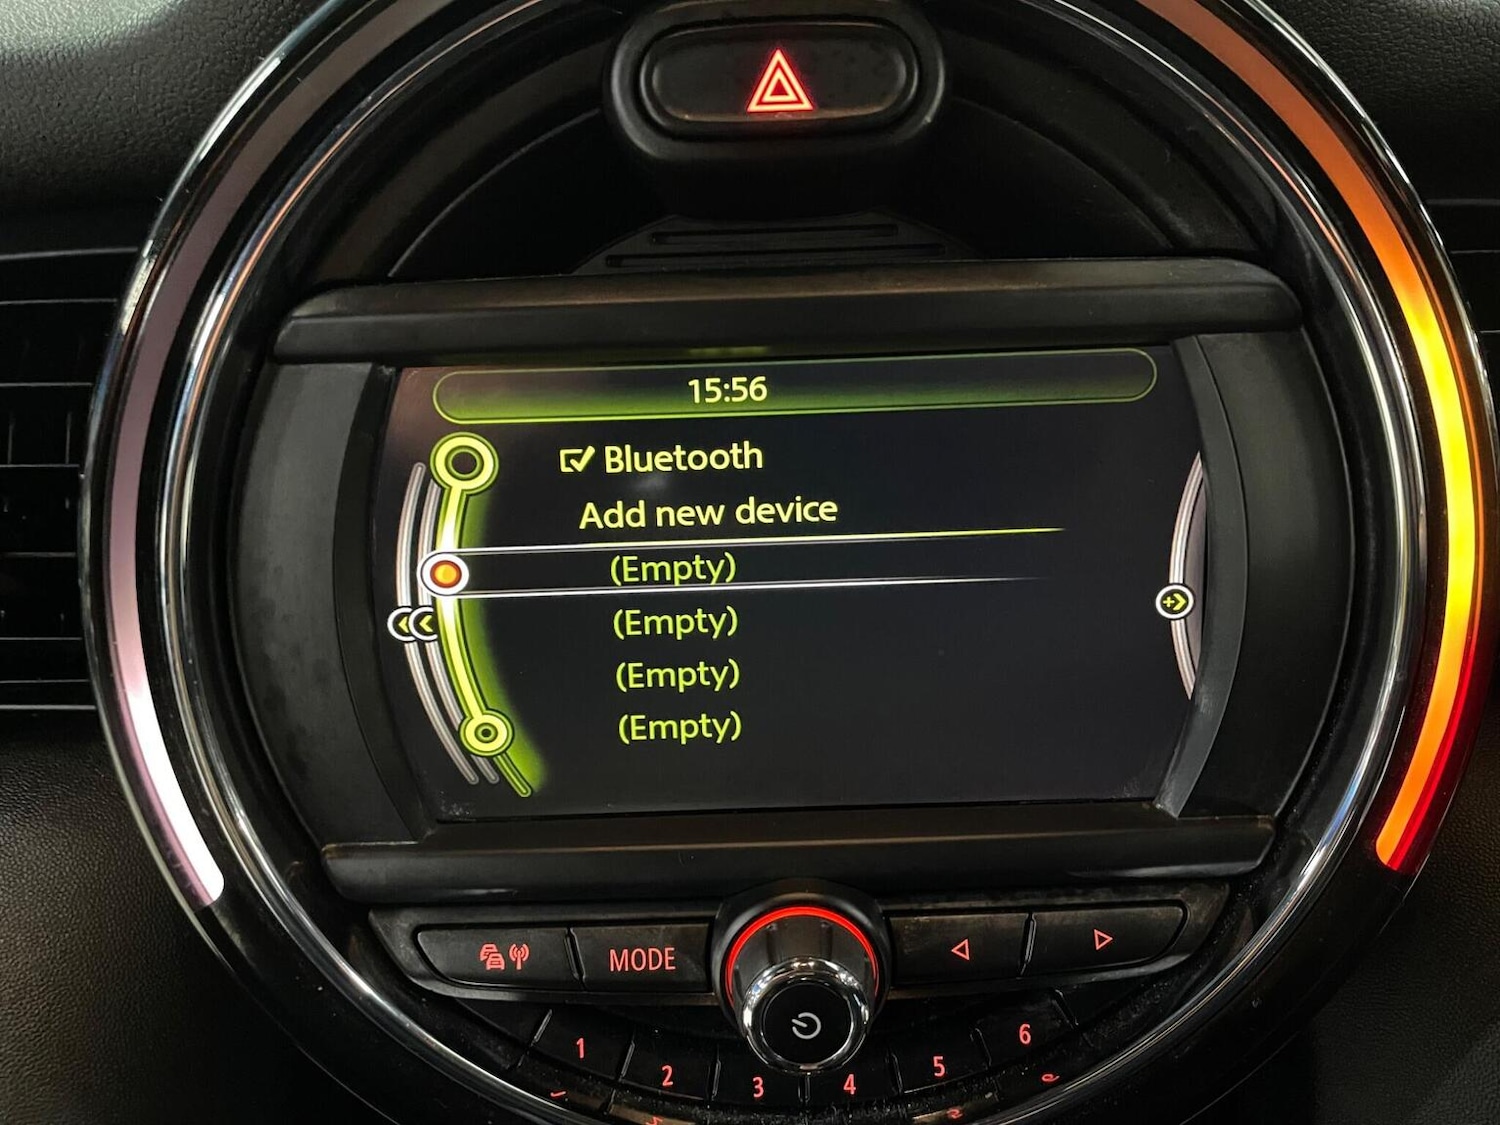 15:56
Bluetooth
Add new device
(Empty)
(Empty)
(Empty)
(Empty)
MODE
1
2
3
4
5
6